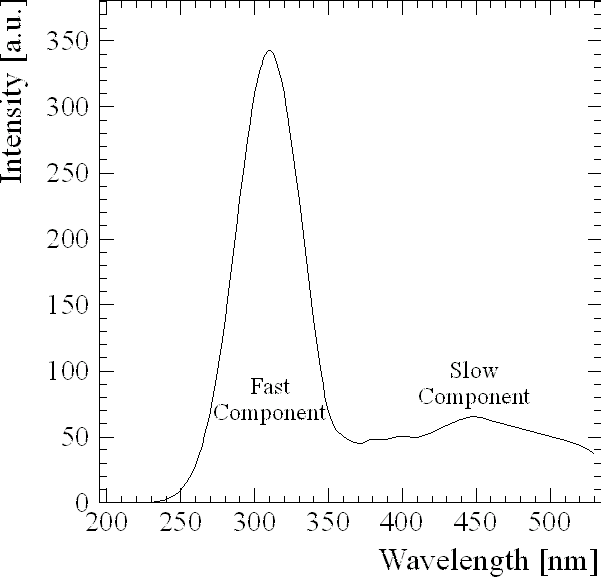 Intensity [a.u.]
350
300
250
200
150
100
50
0
Fast
Component
Slow
Component
200 250 300 350 400 450 500
Wavelength [nm]